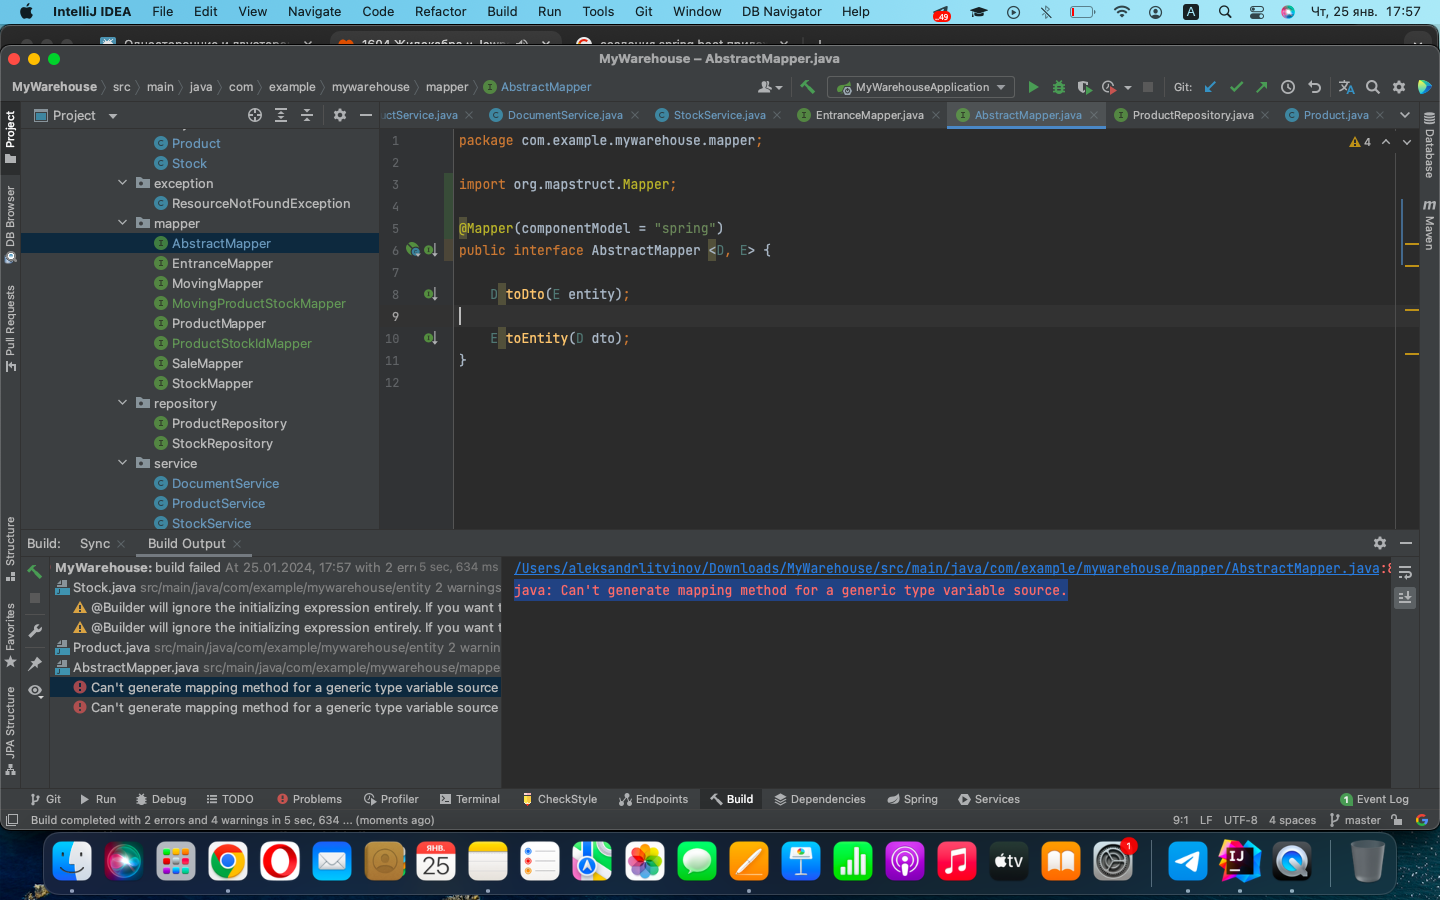 IntelliJ IDEA File Edit View Navigate Code Refactor Build Run Tools Git Window DB Navigator Help .49 A Чт, 25 янв. 17:57
MyWarehouse – AbstractMapper.java
MyWarehouse src main java com example mywarehouse mapper AbstractMapper MyWarehouseApplication Git:
Project
uctService.java DocumentService.java StockService.java EntranceMapper.java AbstractMapper.java ProductRepository.java Product.java
Product
Stock
exception
ResourceNotFoundException
mapper
AbstractMapper
EntranceMapper
MovingMapper
MovingProductStockMapper
ProductMapper
ProductStockIdMapper
SaleMapper
StockMapper
repository
ProductRepository
StockRepository
service
DocumentService
ProductService
StockService
Project
DB Browser
Pull Requests
Structure
Favorites
JPA Structure
1 package com.example.mywarehouse.mapper;
2
3 import org.mapstruct.Mapper;
4
5 @Mapper(componentModel = "spring")
6 public interface AbstractMapper <D, E> {
7
8 D toDto(E entity);
9
10 E toEntity(D dto);
11 }
12
4
Database
m Maven
Build: Sync Build Output
MyWarehouse: build failed At 25.01.2024, 17:57 with 2 err 5 sec, 634 ms
Stock.java src/main/java/com/example/mywarehouse/entity 2 warnings
@Builder will ignore the initializing expression entirely. If you want t
@Builder will ignore the initializing expression entirely. If you want t
Product.java src/main/java/com/example/mywarehouse/entity 2 warnin
AbstractMapper.java src/main/java/com/example/mywarehouse/mappe
Can't generate mapping method for a generic type variable source
Can't generate mapping method for a generic type variable source
/Users/aleksandrlitvinov/Downloads/MyWarehouse/src/main/java/com/example/mywarehouse/mapper/AbstractMapper.java:8
java: Can't generate mapping method for a generic type variable source.
Git Run Debug TODO Problems Profiler Terminal CheckStyle Endpoints Build Dependencies Spring Services 1 Event Log
Build completed with 2 errors and 4 warnings in 5 sec, 634 ... (moments ago) 9:1 LF UTF-8 4 spaces master
ЯНВ.
25
tv
1
IJ